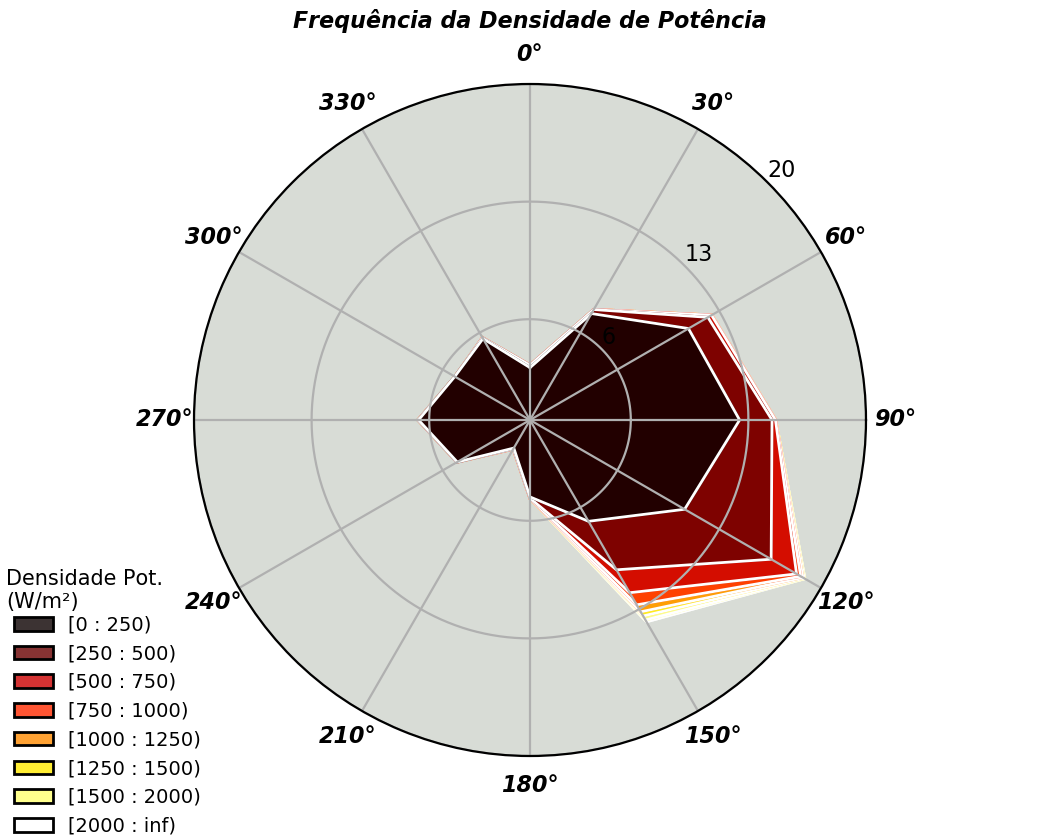 Frequência da Densidade de Potência
0°
330°
30°
20
300°
60°
13
6
270°
90°
240°
120°
210°
150°
180°
Densidade Pot.
(W/m²)
[0 : 250)
[250 : 500)
[500 : 750)
[750 : 1000)
[1000 : 1250)
[1250 : 1500)
[1500 : 2000)
[2000 : inf)